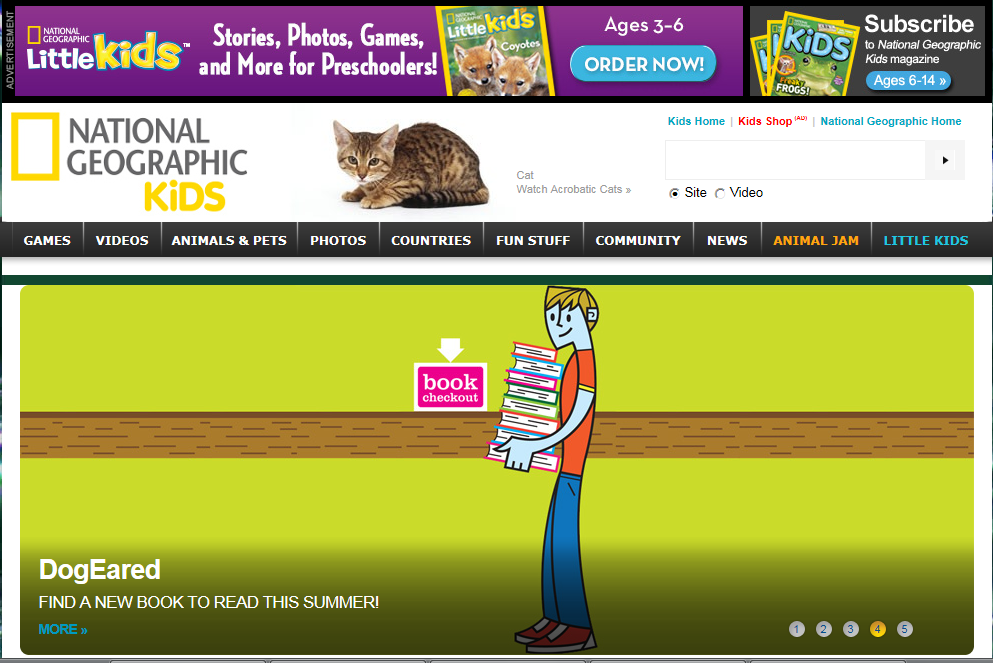 ADVERTISEMENT
NATIONAL
GEOGRAPHIC
LittleKids™
Stories, Photos, Games,
and More for Preschoolers!
NATIONAL
GEOGRAPHIC
LittleKids
Coyotes
Ages 3-6
ORDER NOW!
KiDS
Freaky
FROGS!
Subscribe
to National Geographic
Kids magazine
Ages 6-14 »
NATIONAL
GEOGRAPHIC
KiDS
Cat
Watch Acrobatic Cats »
Kids Home | Kids Shop (AD) | National Geographic Home
Site Video
GAMES VIDEOS ANIMALS & PETS PHOTOS COUNTRIES FUN STUFF COMMUNITY NEWS ANIMAL JAM LITTLE KIDS
book
checkout
DogEared
FIND A NEW BOOK TO READ THIS SUMMER!
MORE »
1 2 3 4 5